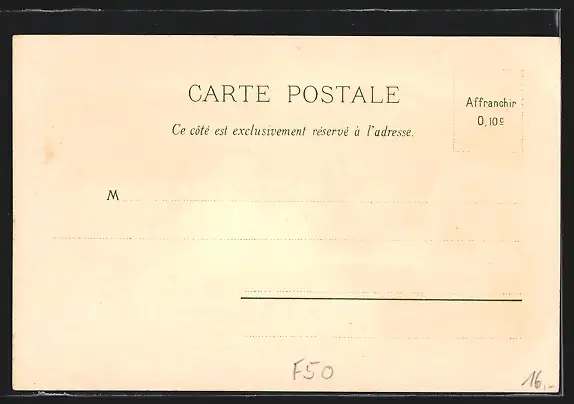 CARTE POSTALE
Ce côté est exclusivement réservé à l'adresse.
Affranchir
0,10c
M
F50
16,-